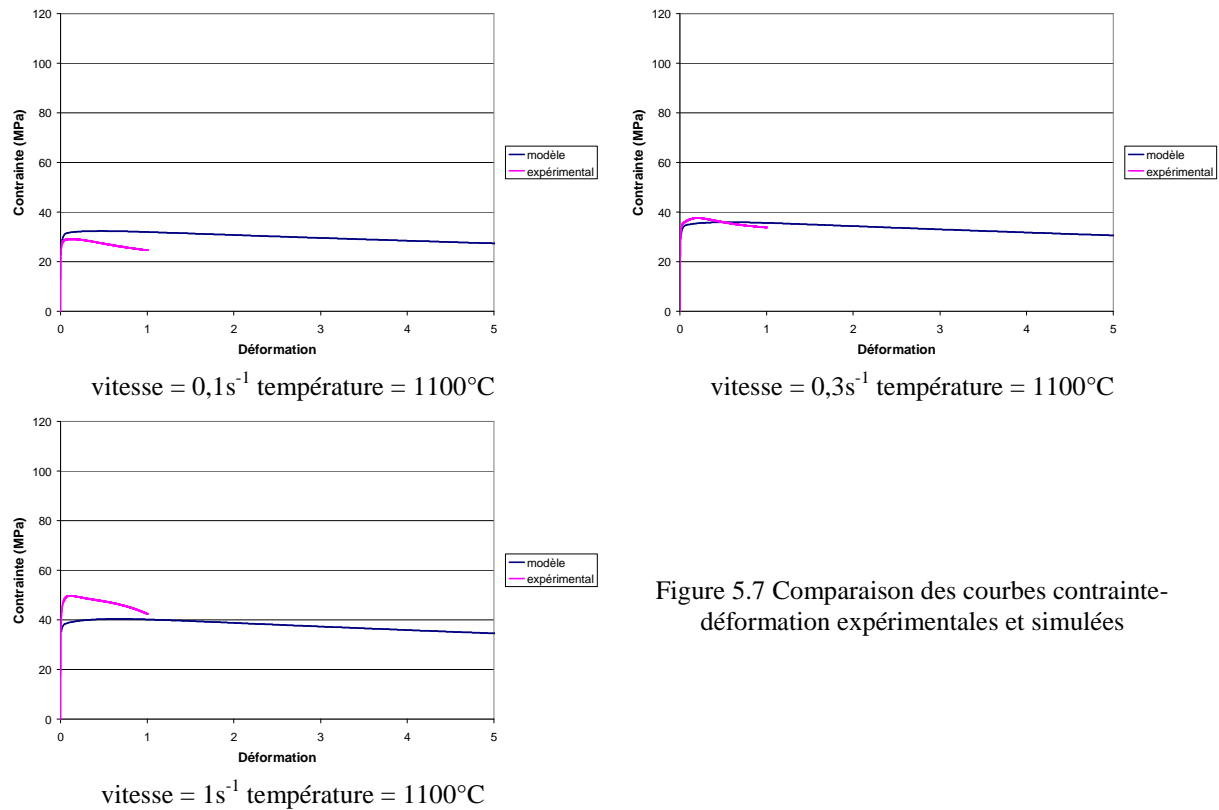 120
100
80
60
40
20
0
Contrainte (MPa)
0 1 2 3 4 5
Déformation
modèle
expérimental
vitesse = 0,1s⁻¹ température = 1100°C
120
100
80
60
40
20
0
Contrainte (MPa)
0 1 2 3 4 5
Déformation
modèle
expérimental
vitesse = 0,3s⁻¹ température = 1100°C
120
100
80
60
40
20
0
Contrainte (MPa)
0 1 2 3 4 5
Déformation
modèle
expérimental
vitesse = 1s⁻¹ température = 1100°C
Figure 5.7 Comparaison des courbes contrainte-
déformation expérimentales et simulées